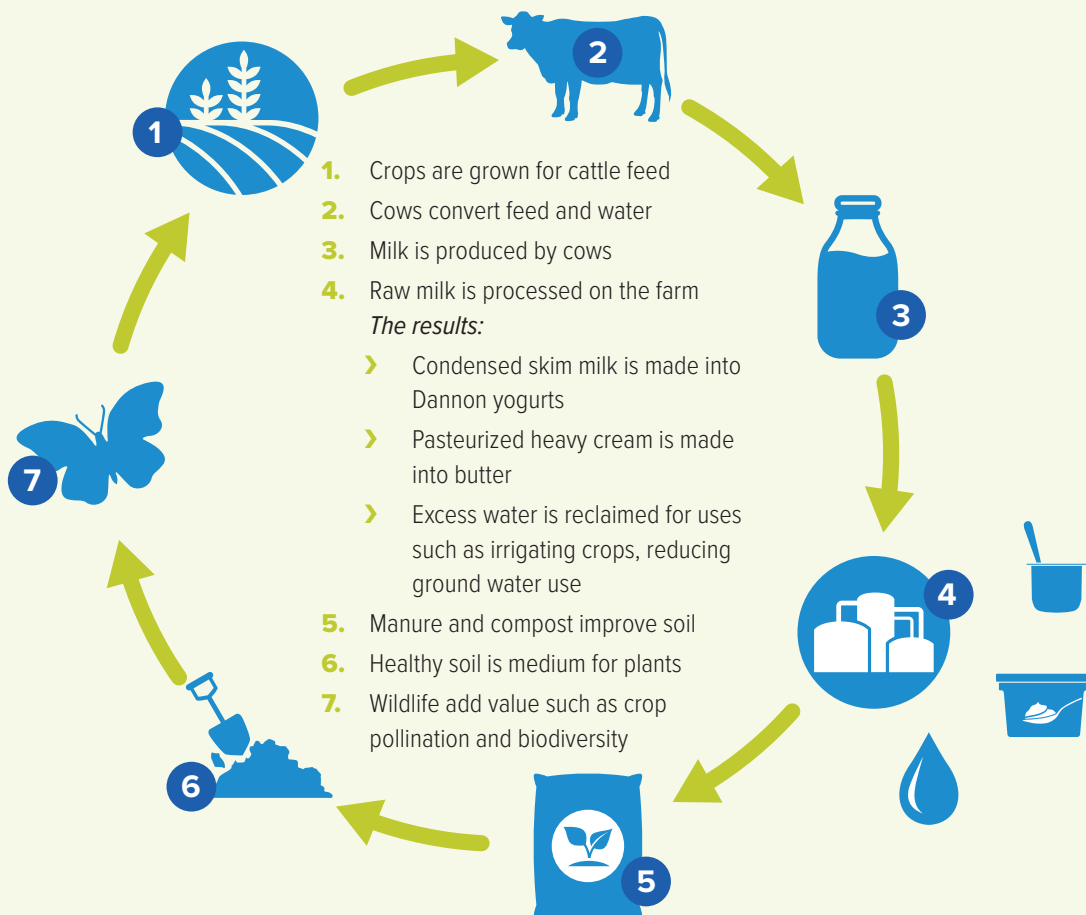 2
1
1. Crops are grown for cattle feed
2. Cows convert feed and water
3. Milk is produced by cows
4. Raw milk is processed on the farm
The results:
› Condensed skim milk is made into
Dannon yogurts
› Pasteurized heavy cream is made
into butter
› Excess water is reclaimed for uses
such as irrigating crops, reducing
ground water use
5. Manure and compost improve soil
6. Healthy soil is medium for plants
7. Wildlife add value such as crop
pollination and biodiversity
3
7
4
6
5